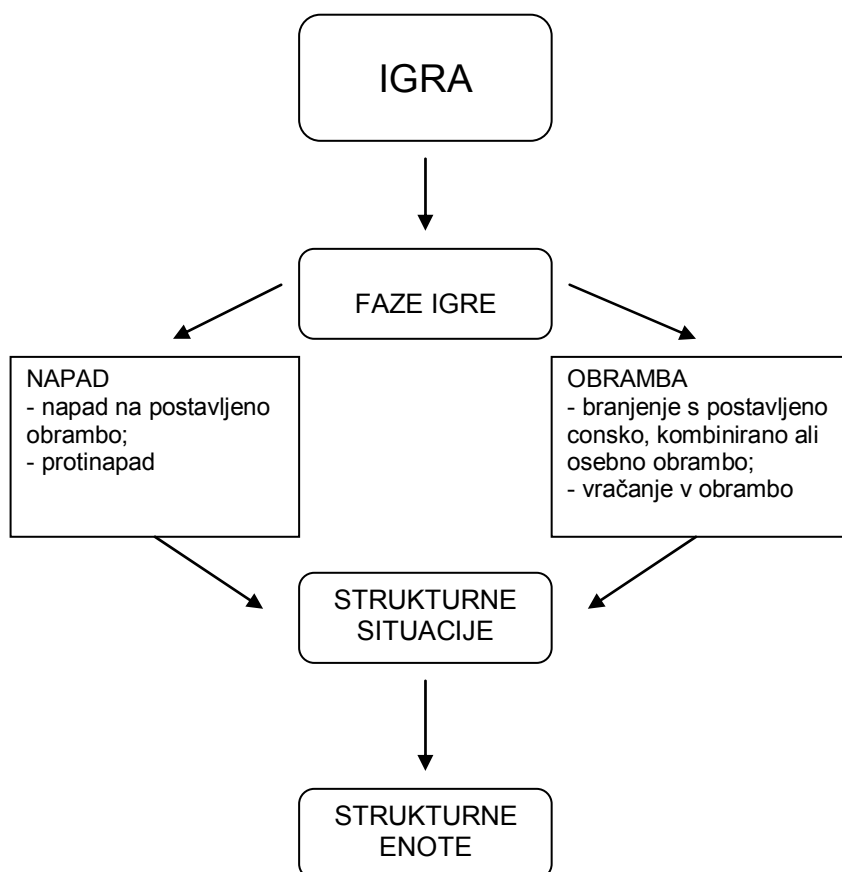 IGRA
FAZE IGRE
NAPAD
- napad na postavljeno
obrambo;
- protinapad
OBRAMBA
- branjenje s postavljeno
consko, kombinirano ali
osebno obrambo;
- vračanje v obrambo
STRUKTURNE
SITUACIJE
STRUKTURNE
ENOTE